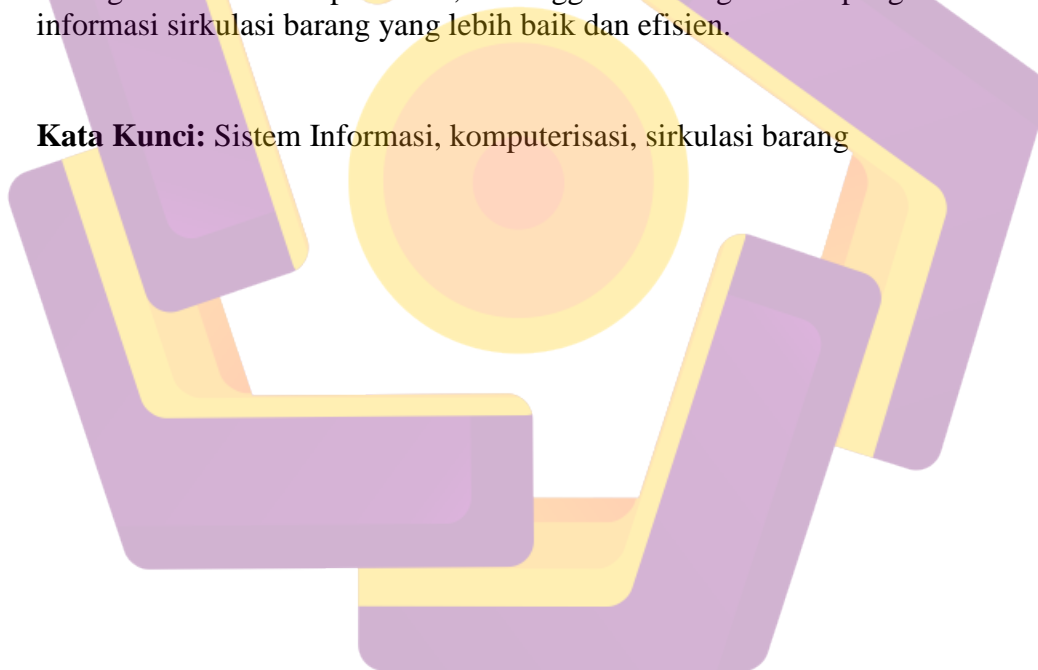 informasi sirkulasi barang yang lebih baik dan efisien.
Kata Kunci: Sistem Informasi, komputerisasi, sirkulasi barang